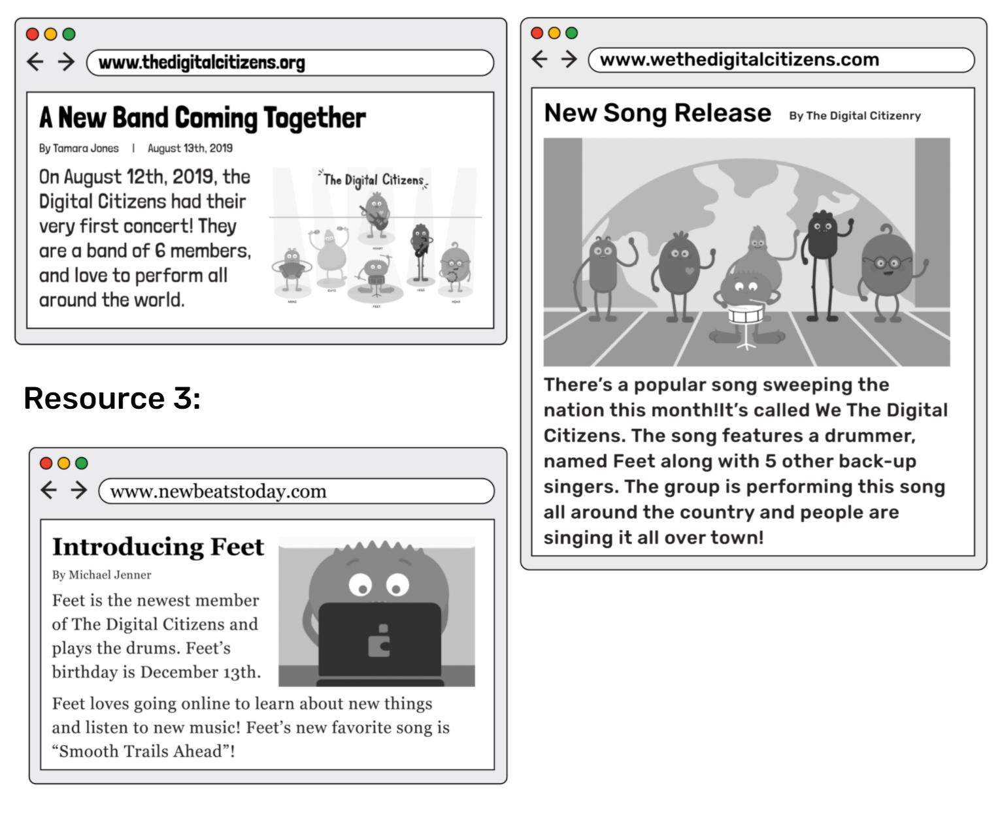 www.thedigitalcitizens.org
A New Band Coming Together
By Tamara Jones | August 13th, 2019
On August 12th, 2019, the
Digital Citizens had their
very first concert! They
are a band of 6 members,
and love to perform all
around the world.
The Digital Citizens
HEART
ARMS
GUTS
FEET
LEGS
HEAD
www.wethedigitalcitizens.com
New Song Release By The Digital Citizenry
There's a popular song sweeping the
nation this month!It's called We The Digital
Citizens. The song features a drummer,
named Feet along with 5 other back-up
singers. The group is performing this song
all around the country and people are
singing it all over town!
Resource 3:
www.newbeatstoday.com
Introducing Feet
By Michael Jenner
Feet is the newest member
of The Digital Citizens and
plays the drums. Feet's
birthday is December 13th.
Feet loves going online to learn about new things
and listen to new music! Feet's new favorite song is
“Smooth Trails Ahead”!